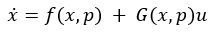 ẋ = f(x,p) + G(x,p)u